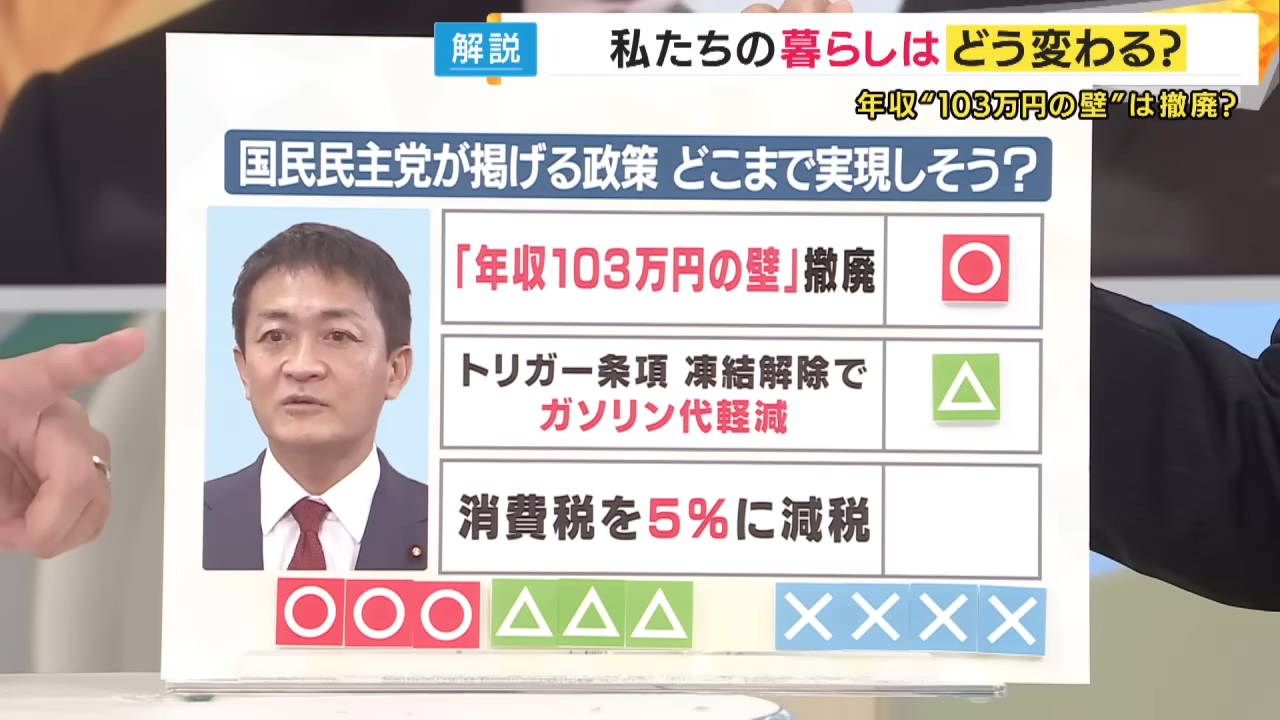 解説
私たちの暮らしはどう変わる?
年収“103万円の壁”は撤廃?
国民民主党が掲げる政策 どこまで実現しそう?
「年収103万円の壁」撤廃
○
トリガー条項 凍結解除で
ガソリン代軽減
△
消費税を5%に減税
○○○△△△××××